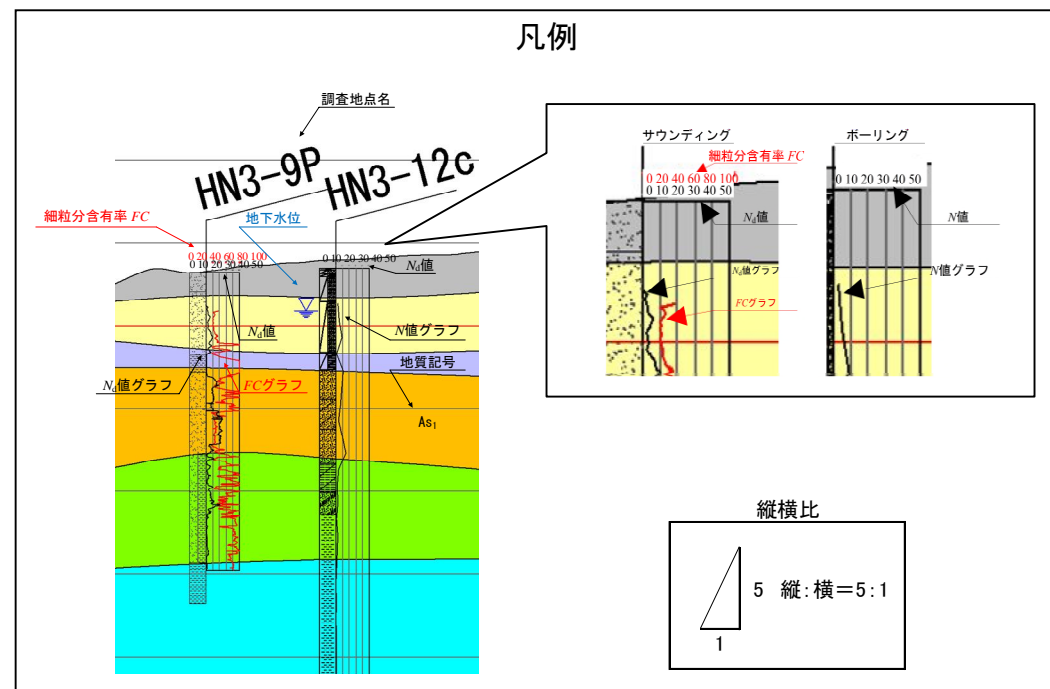 凡例
調査地点名
HN3-9P
HN3-12c
細粒分含有率 FC
地下水位
0 20 40 60 80 100
0 10 20 30 40 50
0 10 20 30 40 50
Nd値
Nd値
N値グラフ
地質記号
Nd値グラフ
FCグラフ
As1
サウンディング
細粒分含有率 FC
0 20 40 60 80 100
0 10 20 30 40 50
Nd値
Nd値グラフ
FCグラフ
ボーリング
0 10 20 30 40 50
N値
N値グラフ
縦横比
5 縦:横=5:1
1